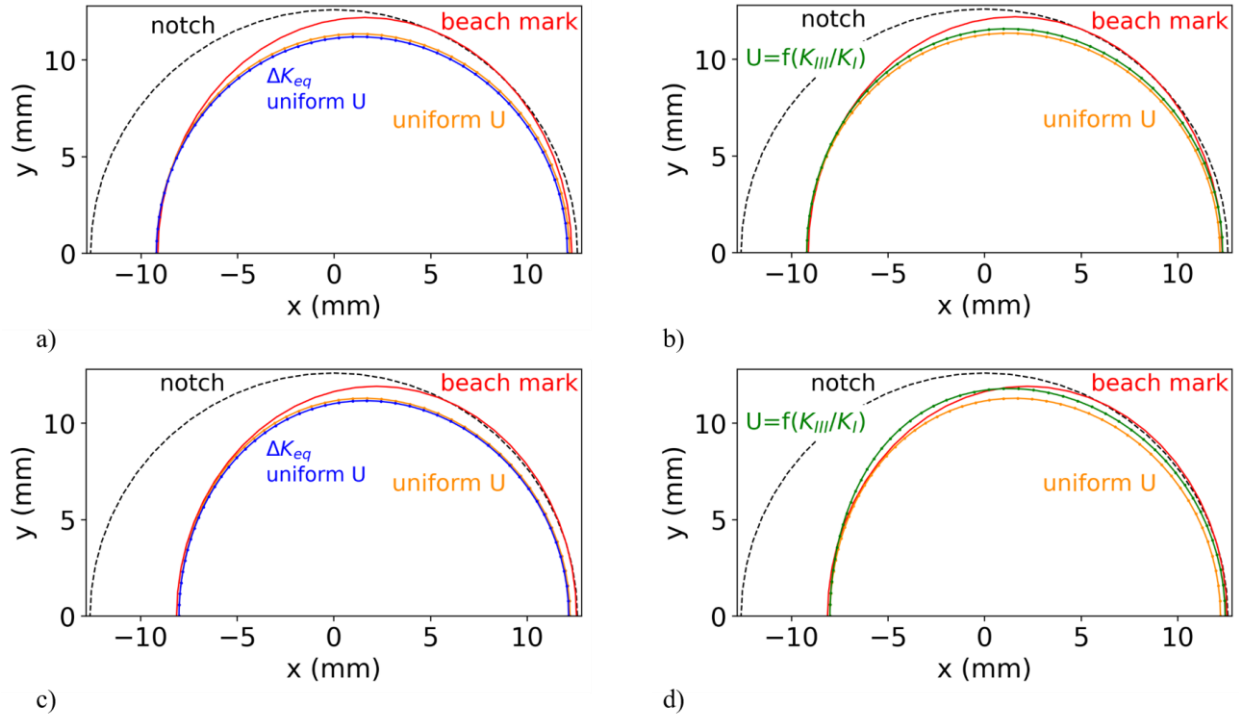 notch
beach mark
ΔK_eq
uniform U
uniform U
y (mm)
10
5
0
−10 −5 0 5 10
x (mm)
a)
notch
beach mark
U=f(K_III/K_I)
uniform U
y (mm)
10
5
0
−10 −5 0 5 10
x (mm)
b)
notch
beach mark
ΔK_eq
uniform U
uniform U
y (mm)
10
5
0
−10 −5 0 5 10
x (mm)
c)
notch
beach mark
U=f(K_III/K_I)
uniform U
y (mm)
10
5
0
−10 −5 0 5 10
x (mm)
d)